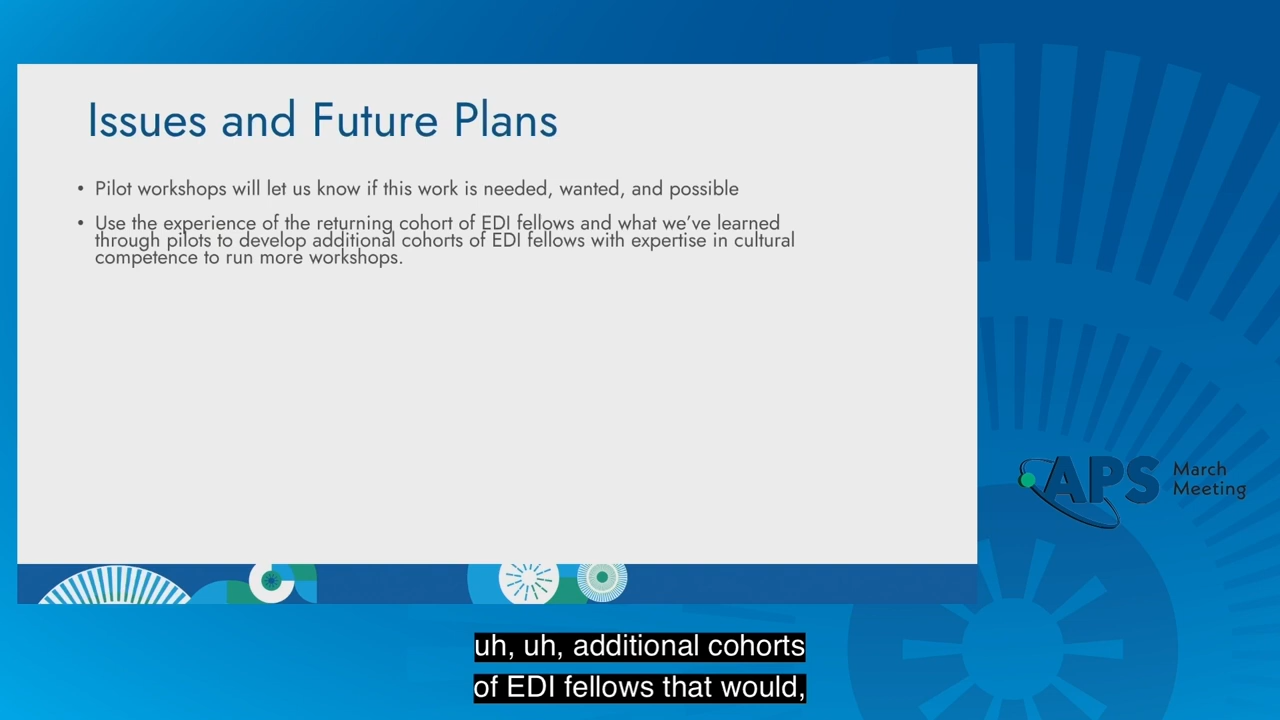 Issues and Future Plans
• Pilot workshops will let us know if this work is needed, wanted, and possible
• Use the experience of the returning cohort of EDI fellows and what we’ve learned
through pilots to develop additional cohorts of EDI fellows with expertise in cultural
competence to run more workshops.
APS March
Meeting
uh, uh, additional cohorts
of EDI fellows that would,